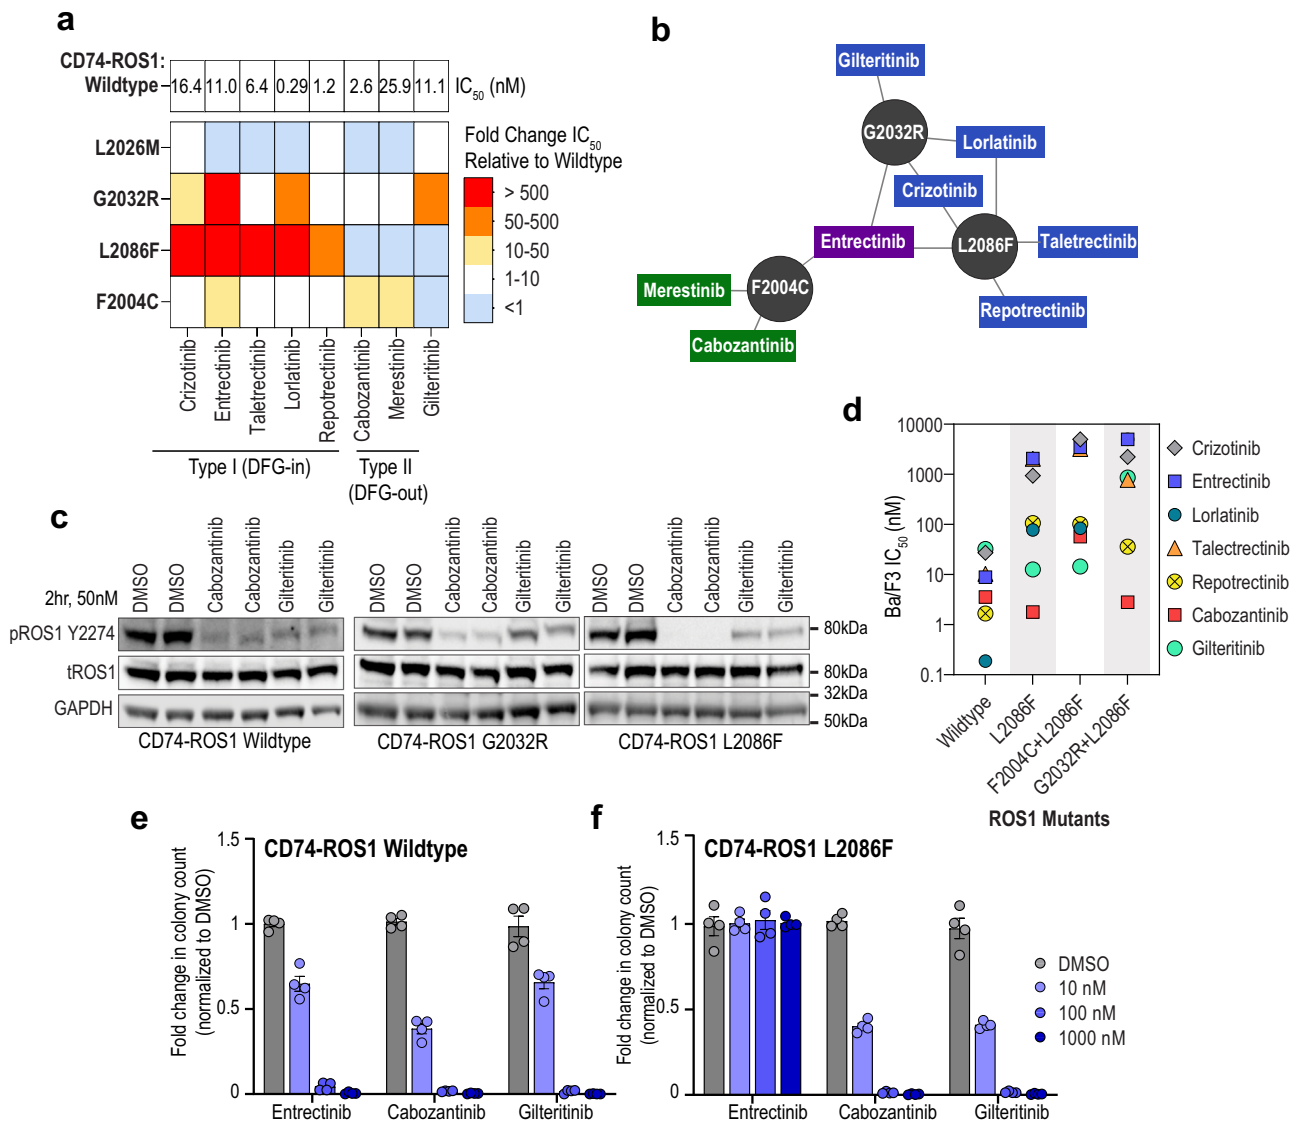 a
CD74-ROS1:
Wildtype 16.4 11.0 6.4 0.29 1.2 2.6 25.9 11.1 IC50 (nM)
L2026M
G2032R
L2086F
F2004C
Fold Change IC50
Relative to Wildtype
> 500
50-500
10-50
1-10
<1
Crizotinib
Entrectinib
Taletrectinib
Lorlatinib
Repotrectinib
Cabozantinib
Merestinib
Gilteritinib
Type I (DFG-in)
Type II
(DFG-out)
b
Gilteritinib
G2032R
Lorlatinib
Crizotinib
Entrectinib
L2086F
Taletrectinib
Merestinib
F2004C
Repotrectinib
Cabozantinib
c
2hr, 50nM
DMSO
DMSO
Cabozantinib
Cabozantinib
Gilteritinib
Gilteritinib
DMSO
DMSO
Cabozantinib
Cabozantinib
Gilteritinib
Gilteritinib
DMSO
DMSO
Cabozantinib
Cabozantinib
Gilteritinib
Gilteritinib
pROS1 Y2274
tROS1
GAPDH
80kDa
80kDa
32kDa
50kDa
CD74-ROS1 Wildtype
CD74-ROS1 G2032R
CD74-ROS1 L2086F
d
Ba/F3 IC50 (nM)
10000
1000
100
10
1
0.1
Wildtype
L2086F
F2004C+L2086F
G2032R+L2086F
ROS1 Mutants
Crizotinib
Entrectinib
Lorlatinib
Talectrectinib
Repotrectinib
Cabozantinib
Gilteritinib
e
CD74-ROS1 Wildtype
Fold change in colony count
(normalized to DMSO)
1.5
1
0.5
0
Entrectinib
Cabozantinib
Gilteritinib
f
CD74-ROS1 L2086F
Fold change in colony count
(normalized to DMSO)
1.5
1.0
0.5
0
Entrectinib
Cabozantinib
Gilteritinib
DMSO
10 nM
100 nM
1000 nM